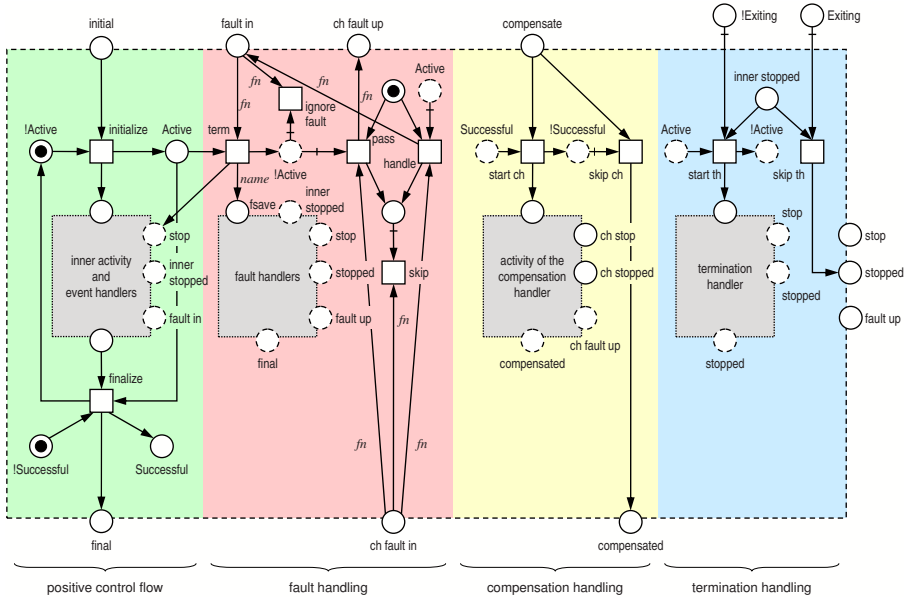 initial
fault in
ch fault up
compensate
!Exiting
Exiting
fn
fn
fn
fn
Active
inner stopped
!Active
initialize
Active
term
ignore
fault
pass
handle
Successful
!Successful
Active
!Active
name
!Active
start ch
skip ch
start th
skip th
fsave
inner
stopped
stop
inner activity
and
event handlers
inner
stopped
fault in
stop
fault handlers
stopped
fault up
final
skip
fn
activity of the
compensation
handler
ch stop
ch stopped
ch fault up
compensated
termination
handler
stop
stopped
stopped
stop
stopped
fault up
finalize
!Successful
Successful
fn
fn
final
ch fault in
compensated
positive control flow
fault handling
compensation handling
termination handling